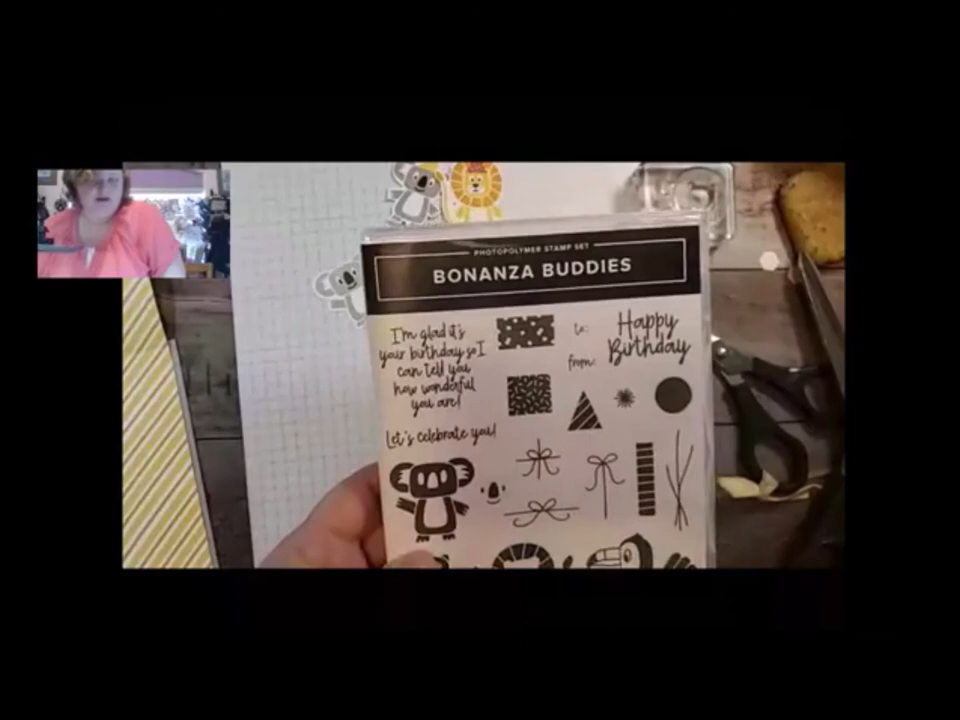 PHOTOPOLYMER STAMP SET
BONANZA BUDDIES
I'm glad it's
your birthday so I
can tell you
how wonderful
you are!
to:
from:
Happy
Birthday
Let's celebrate you!